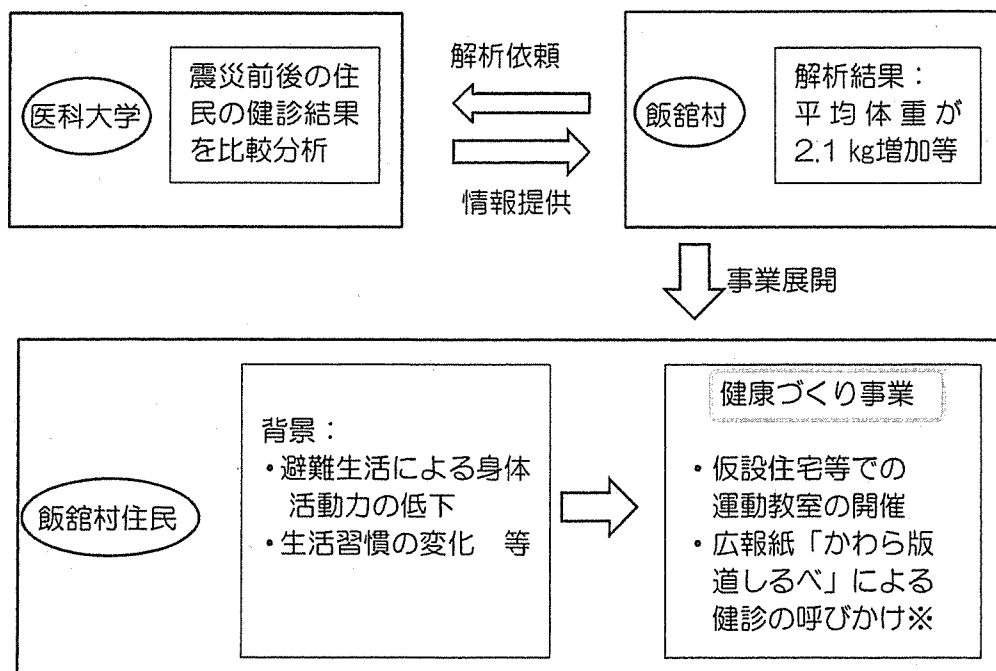 医科大学
震災前後の住
民の健診結果
を比較分析
解析依頼
情報提供
飯舘村
解析結果：
平均体重が
2.1 kg増加等
事業展開
飯舘村住民
背景：
・避難生活による身体
活動力の低下
・生活習慣の変化　等
健康づくり事業
・仮設住宅等での
運動教室の開催
・広報紙「かわら版
道しるべ」による
健診の呼びかけ※